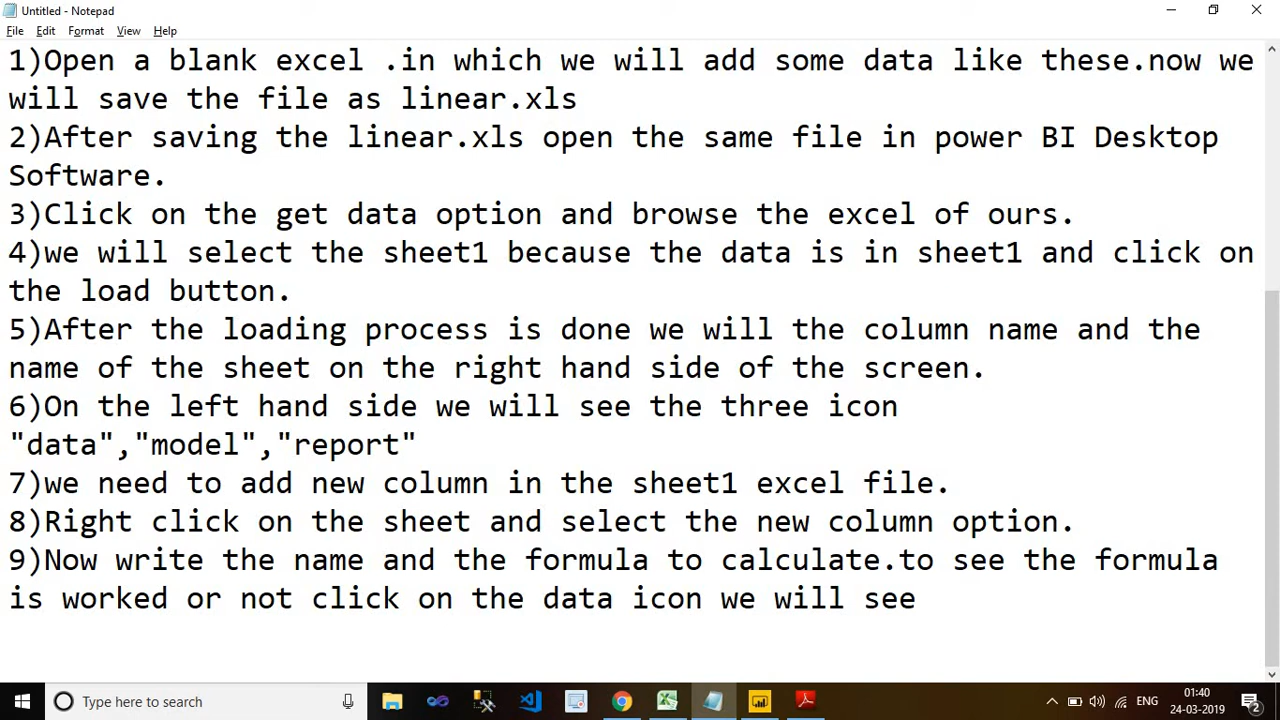 Untitled - Notepad
File Edit Format View Help
1)Open a blank excel .in which we will add some data like these.now we
will save the file as linear.xls
2)After saving the linear.xls open the same file in power BI Desktop
Software.
3)Click on the get data option and browse the excel of ours.
4)we will select the sheet1 because the data is in sheet1 and click on
the load button.
5)After the loading process is done we will the column name and the
name of the sheet on the right hand side of the screen.
6)On the left hand side we will see the three icon
"data","model","report"
7)we need to add new column in the sheet1 excel file.
8)Right click on the sheet and select the new column option.
9)Now write the name and the formula to calculate.to see the formula
is worked or not click on the data icon we will see
Type here to search
ENG
01:40
24-03-2019
2